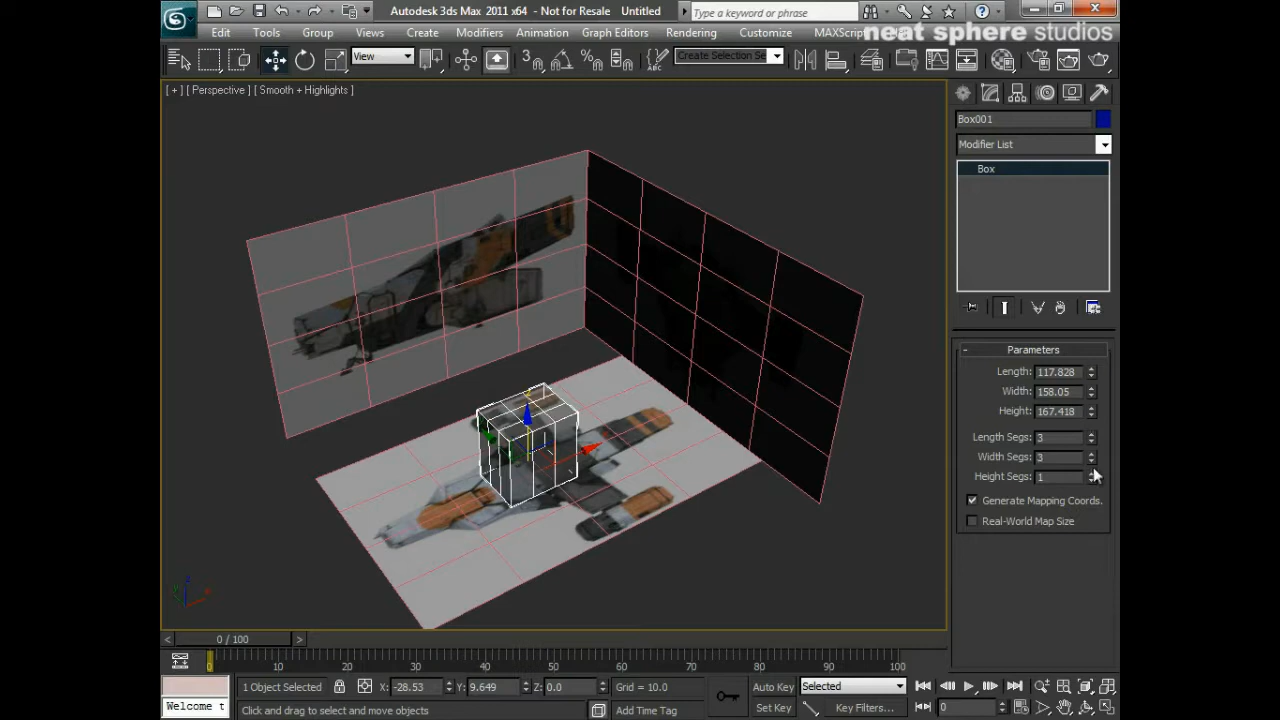 Autodesk 3ds Max 2011 x64 - Not for Resale Untitled
Type a keyword or phrase
Edit Tools Group Views Create Modifiers Animation Graph Editors Rendering Customize MAXScript
neat sphere studios
View
Create Selection Se
[ + ] [ Perspective ] [ Smooth + Highlights ]
Box001
Modifier List
Box
Parameters
Length: 117.828
Width: 158.05
Height: 167.418
Length Segs: 3
Width Segs: 3
Height Segs: 1
Generate Mapping Coords.
Real-World Map Size
0 / 100
0 10 20 30 40 50 60 70 80 90 100
1 Object Selected X: -28.53 Y: 9.649 Z: 0.0 Grid = 10.0 Auto Key Selected
Welcome t Click and drag to select and move objects Add Time Tag Set Key Key Filters... 0